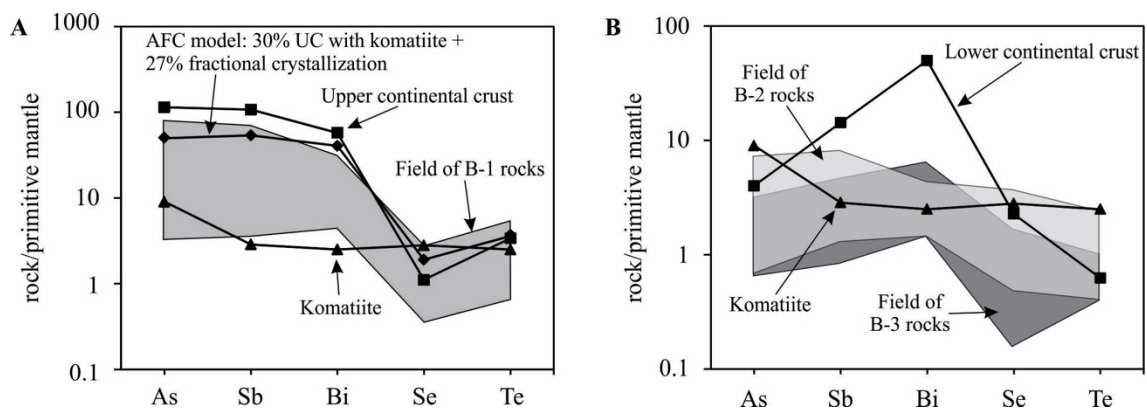 A
rock/primitive mantle
1000
100
10
1
0.1
AFC model: 30% UC with komatiite +
27% fractional crystallization
Upper continental crust
Field of B-1 rocks
Komatiite
As Sb Bi Se Te
B
rock/primitive mantle
100
10
1
0.1
Lower continental crust
Field of
B-2 rocks
Komatiite
Field of
B-3 rocks
As Sb Bi Se Te